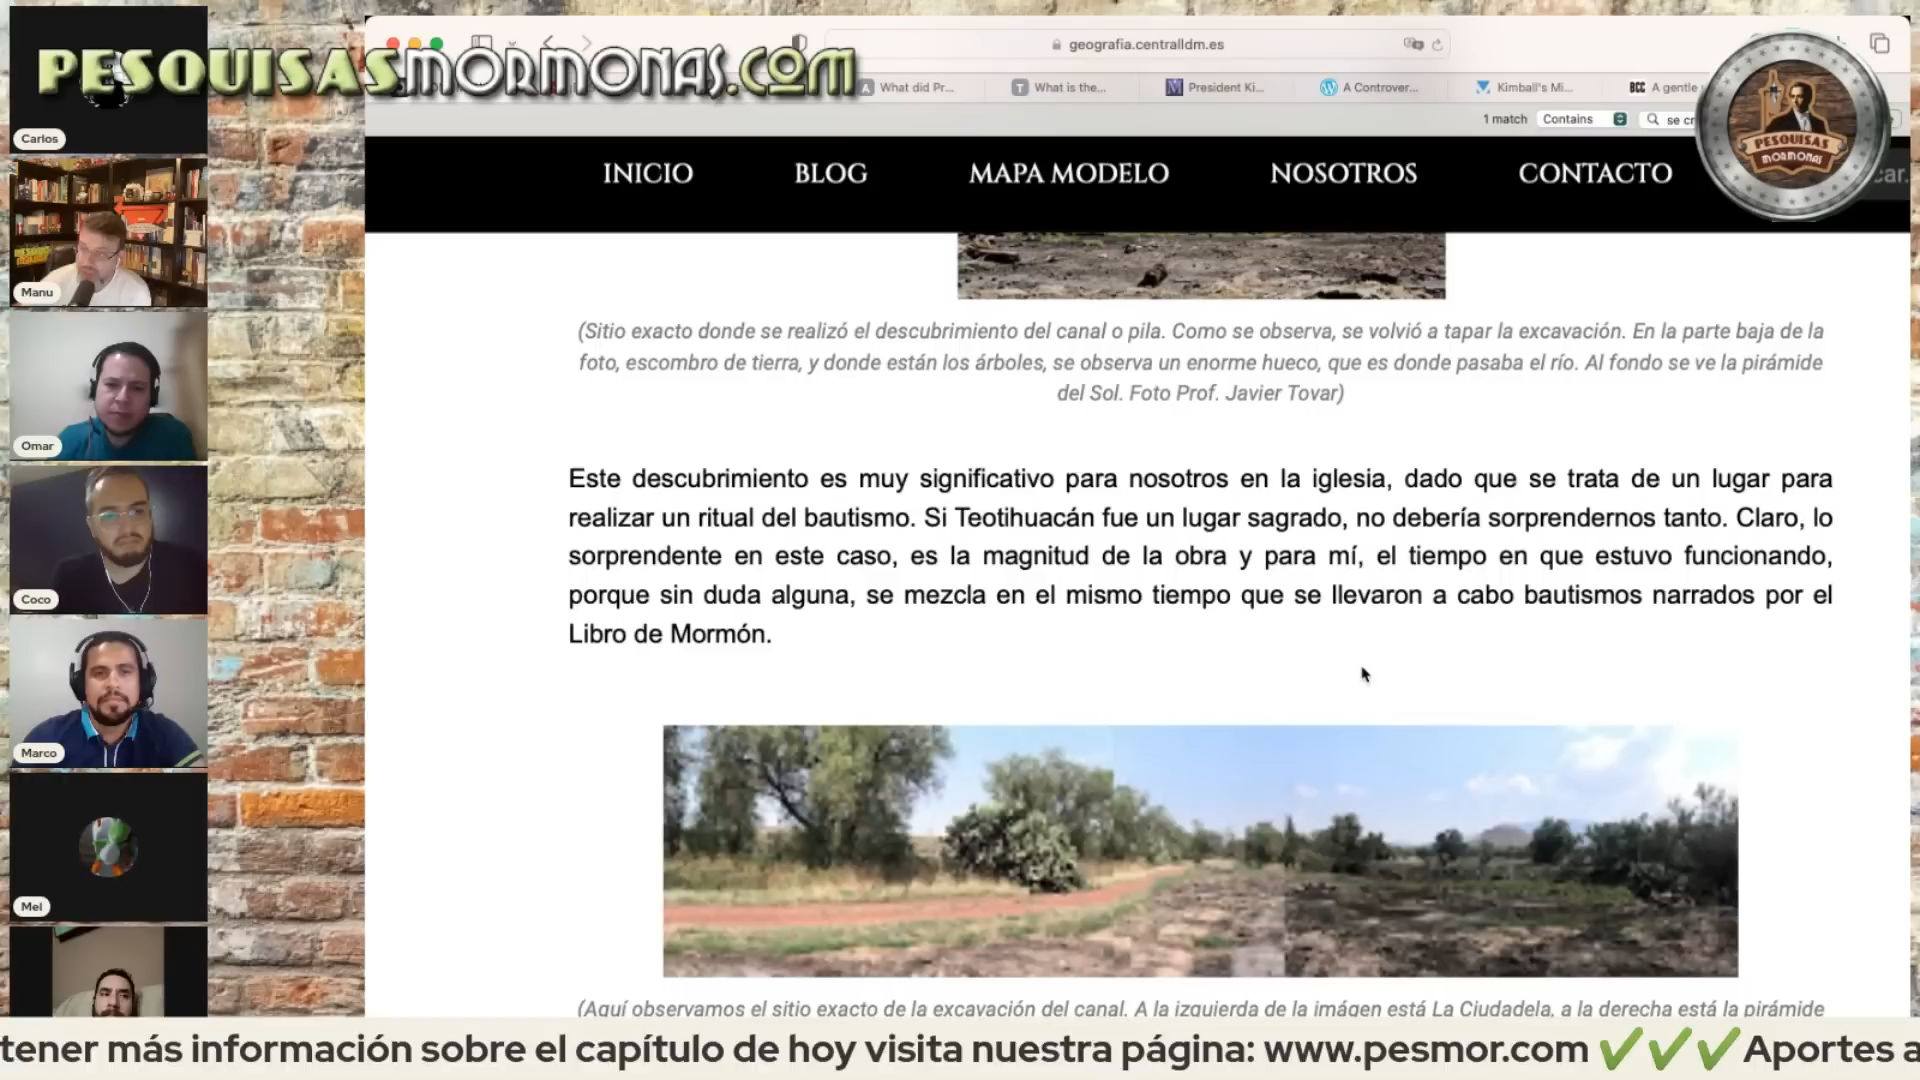 PESQUISASMORMONAS.COM
geografia.centralldm.es
What did Pr...
What is the...
President Ki...
A Controver...
Kimball's Mi...
BCC A gentle
1 match
Contains
se cr
PESQUISAS
MORMONAS
INICIO
BLOG
MAPA MODELO
NOSOTROS
CONTACTO
car.
(Sitio exacto donde se realizó el descubrimiento del canal o pila. Como se observa, se volvió a tapar la excavación. En la parte baja de la
foto, escombro de tierra, y donde están los árboles, se observa un enorme hueco, que es donde pasaba el río. Al fondo se ve la pirámide
del Sol. Foto Prof. Javier Tovar)
Este descubrimiento es muy significativo para nosotros en la iglesia, dado que se trata de un lugar para
realizar un ritual del bautismo. Si Teotihuacán fue un lugar sagrado, no debería sorprendernos tanto. Claro, lo
sorprendente en este caso, es la magnitud de la obra y para mí, el tiempo en que estuvo funcionando,
porque sin duda alguna, se mezcla en el mismo tiempo que se llevaron a cabo bautismos narrados por el
Libro de Mormón.
(Aquí observamos el sitio exacto de la excavación del canal. A la izquierda de la imágen está La Ciudadela, a la derecha está la pirámide
Carlos
Manu
Omar
Coco
Marco
Mel
tener más información sobre el capítulo de hoy visita nuestra página: www.pesmor.com ✓✓✓ Aportes a